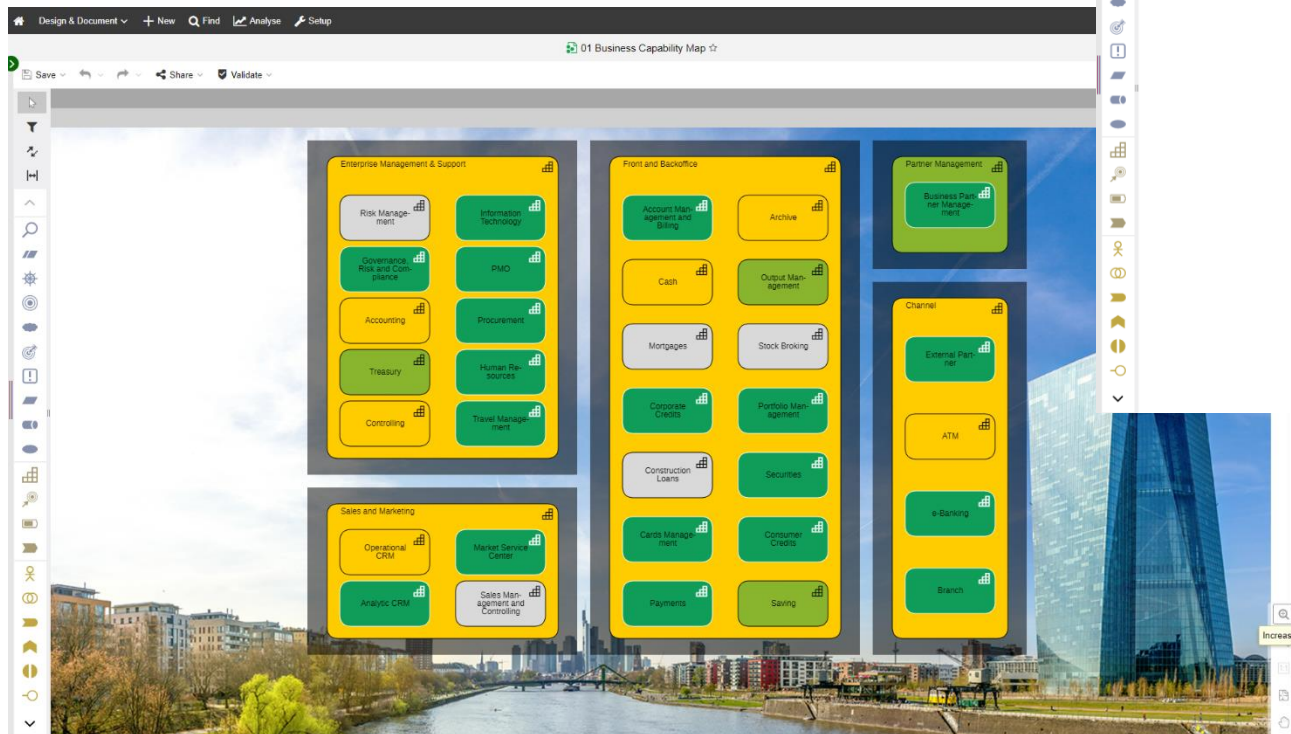 Design & Document
New
Find
Analyse
Setup
01 Business Capability Map
Save
Share
Validate
Enterprise Management & Support
Risk Manage-
ment
Information
Technology
Governance,
Risk and Com-
pliance
PMO
Accounting
Procurement
Treasury
Human Re-
sources
Controlling
Travel Manage-
ment
Sales and Marketing
Operational
CRM
Market Service
Center
Analytic CRM
Sales Man-
agement and
Controlling
Front and Backoffice
Account Man-
agement and
Billing
Archive
Cash
Output Man-
agement
Mortgages
Stock Broking
Corporate
Credits
Portfolio Man-
agement
Construction
Loans
Securities
Cards Manage-
ment
Consumer
Credits
Payments
Saving
Partner Management
Business Part-
ner Manage-
ment
Channel
External Part-
ner
ATM
e-Banking
Branch
Increas